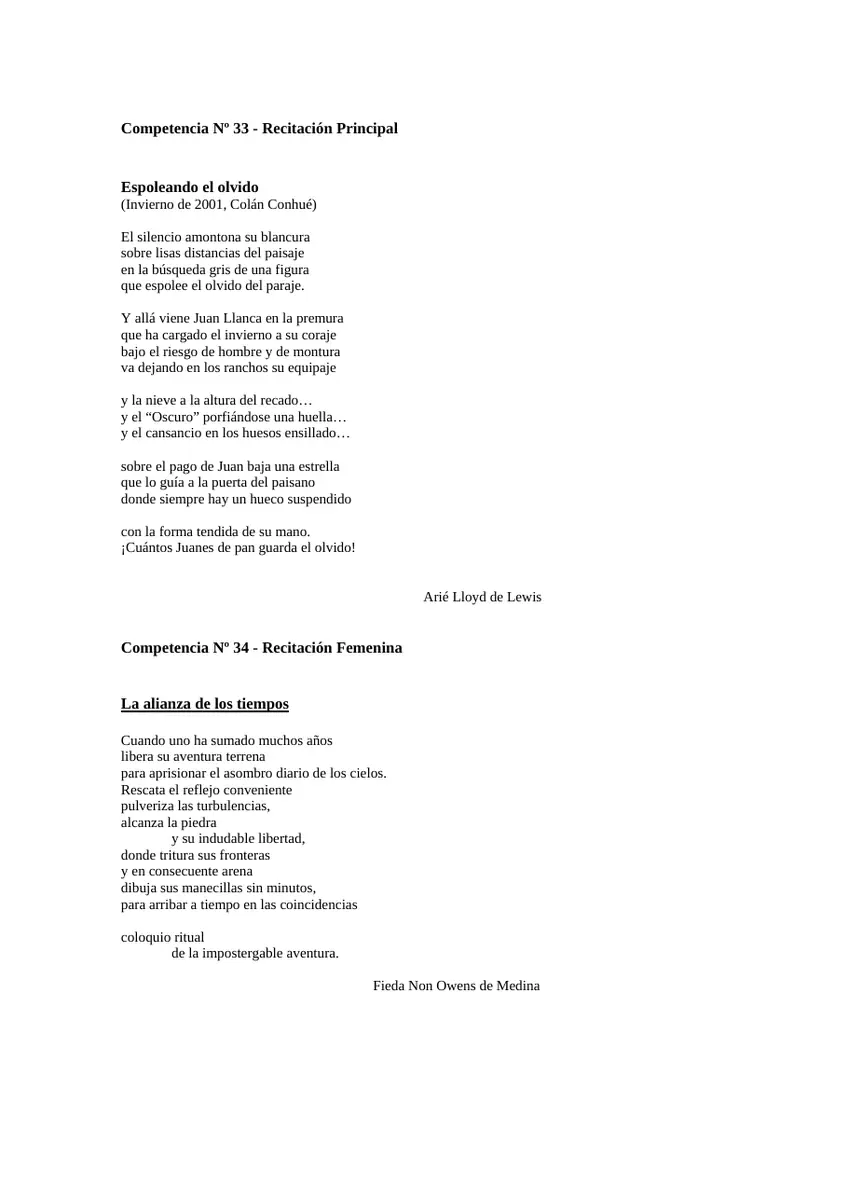 Competencia Nº 33 - Recitación Principal
Espoleando el olvido
(Invierno de 2001, Colán Conhué)
El silencio amontona su blancura
sobre lisas distancias del paisaje
en la búsqueda gris de una figura
que espolee el olvido del paraje.
Y allá viene Juan Llanca en la premura
que ha cargado el invierno a su coraje
bajo el riesgo de hombre y de montura
va dejando en los ranchos su equipaje
y la nieve a la altura del recado…
y el “Oscuro” porfiándose una huella…
y el cansancio en los huesos ensillado…
sobre el pago de Juan baja una estrella
que lo guía a la puerta del paisano
donde siempre hay un hueco suspendido
con la forma tendida de su mano.
¡Cuántos Juanes de pan guarda el olvido!
Arié Lloyd de Lewis
Competencia Nº 34 - Recitación Femenina
La alianza de los tiempos
Cuando uno ha sumado muchos años
libera su aventura terrena
para aprisionar el asombro diario de los cielos.
Rescata el reflejo conveniente
pulveriza las turbulencias,
alcanza la piedra
y su indudable libertad,
donde tritura sus fronteras
y en consecuente arena
dibuja sus manecillas sin minutos,
para arribar a tiempo en las coincidencias
coloquio ritual
de la impostergable aventura.
Fieda Non Owens de Medina